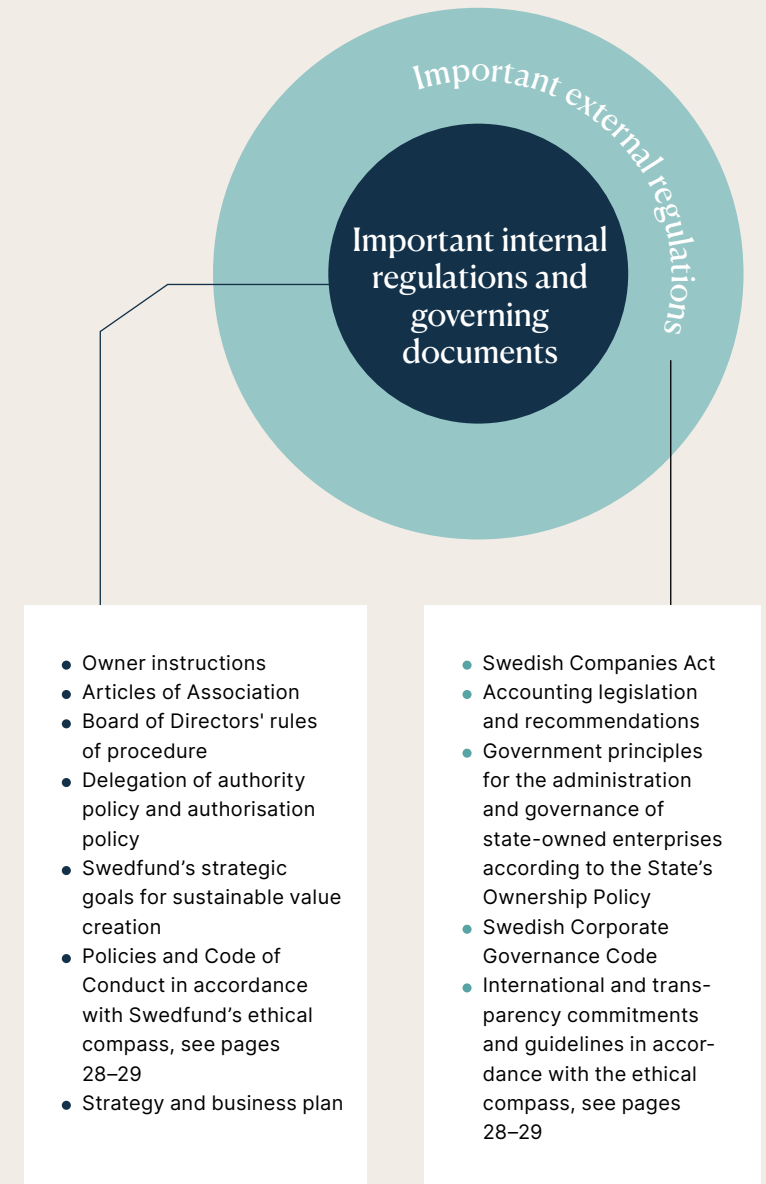 Important external regulations
Important internal
regulations and
governing
documents
Owner instructions
Articles of Association
Board of Directors' rules
of procedure
Delegation of authority
policy and authorisation
policy
Swedfund’s strategic
goals for sustainable value
creation
Policies and Code of
Conduct in accordance
with Swedfund’s ethical
compass, see pages
28–29
Strategy and business plan
Swedish Companies Act
Accounting legislation
and recommendations
Government principles
for the administration
and governance of
state-owned enterprises
according to the State’s
Ownership Policy
Swedish Corporate
Governance Code
International and trans-
parency commitments
and guidelines in accor-
dance with the ethical
compass, see pages
28–29